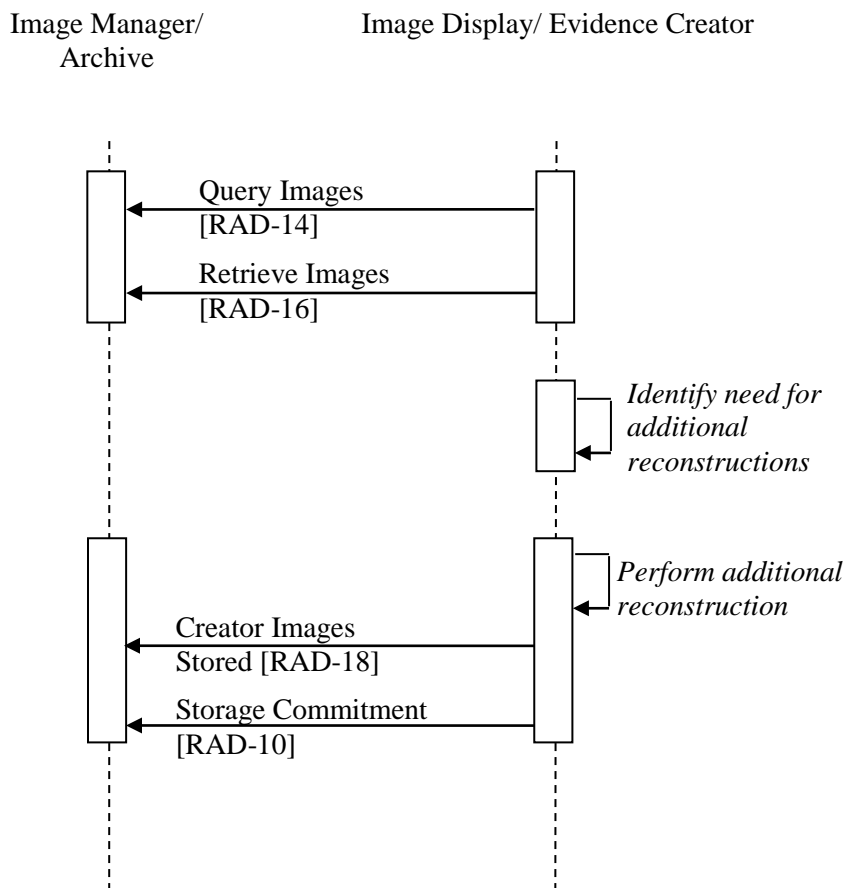 Image Manager/
Archive
Image Display/ Evidence Creator
Query Images
[RAD-14]
Retrieve Images
[RAD-16]
Identify need for
additional
reconstructions
Perform additional
reconstruction
Creator Images
Stored [RAD-18]
Storage Commitment
[RAD-10]